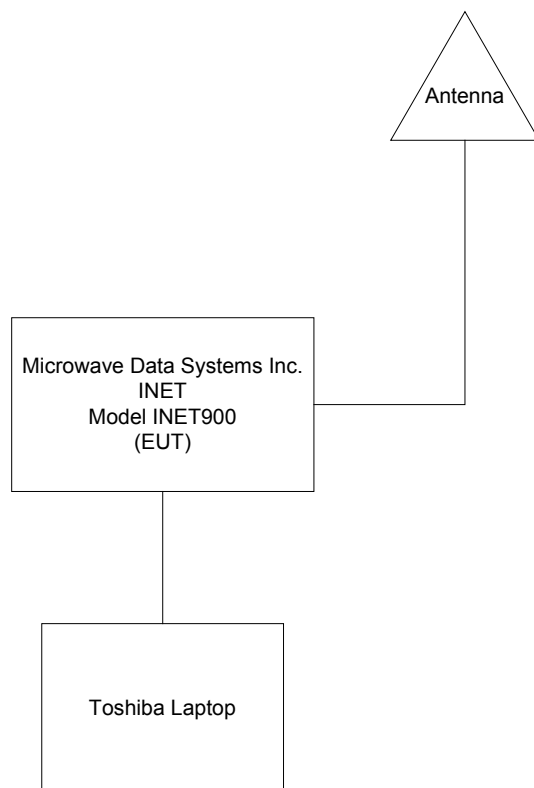 Antenna
Microwave Data Systems Inc.
INET
Model INET900
(EUT)
Toshiba Laptop